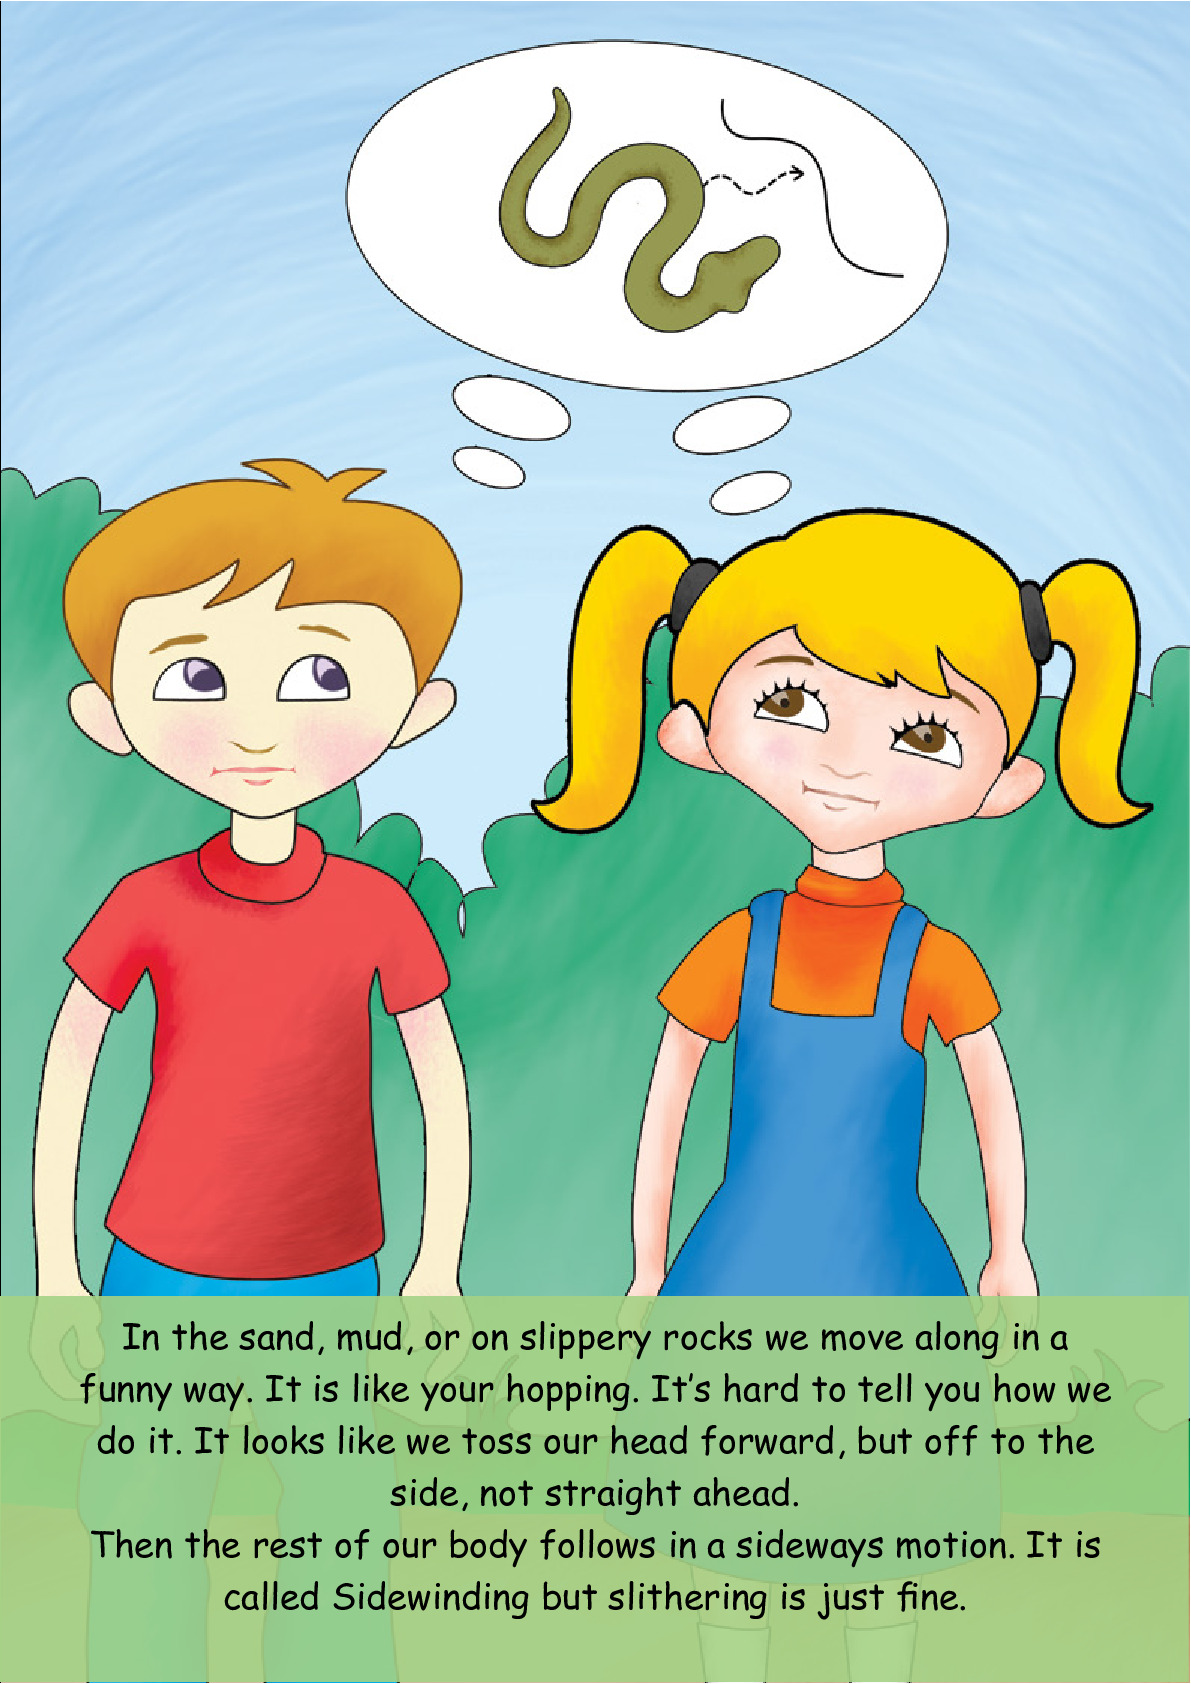 In the sand, mud, or on slippery rocks we move along in a
funny way. It is like your hopping. It’s hard to tell you how we
do it. It looks like we toss our head forward, but off to the
side, not straight ahead.
Then the rest of our body follows in a sideways motion. It is
called Sidewinding but slithering is just fine.